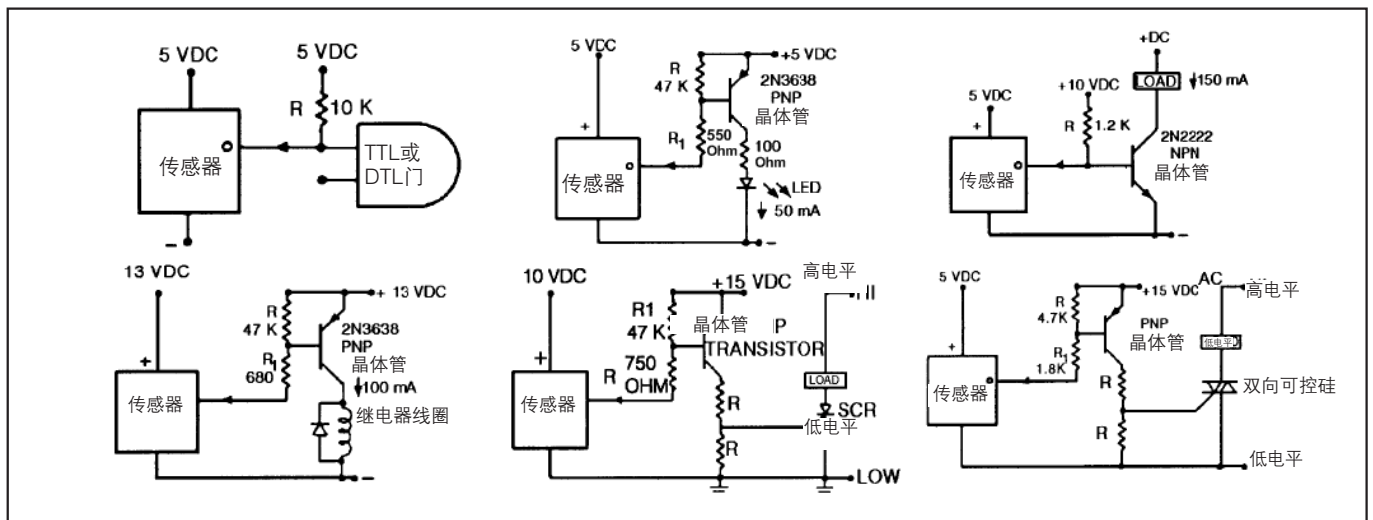 5 VDC
5 VDC
R
10 K
传感器
TTL或
DTL门
–
5 VDC
+5 VDC
R
47 K
2N3638
PNP
晶体管
+
R1
550
Ohm
100
Ohm
传感器
LED
50 mA
–
+DC
LOAD
150 mA
5 VDC
+10 VDC
+
R
1.2 K
2N2222
NPN
晶体管
传感器
–
13 VDC
+ 13 VDC
R
47 K
2N3638
PNP
晶体管
+
R1
680
100 mA
传感器
继电器线圈
–
10 VDC
+15 VDC
高电平
HI
R1
47 K
晶体管
P
TRANSISTOR
+
R
750
OHM
LOAD
传感器
R
SCR
低电平
R
LOW
5 VDC
+15 VDC
AC
高电平
R
4.7K
PNP
晶体管
低电平
+
R1
1.8K
传感器
R
双向可控硅
R
低电平